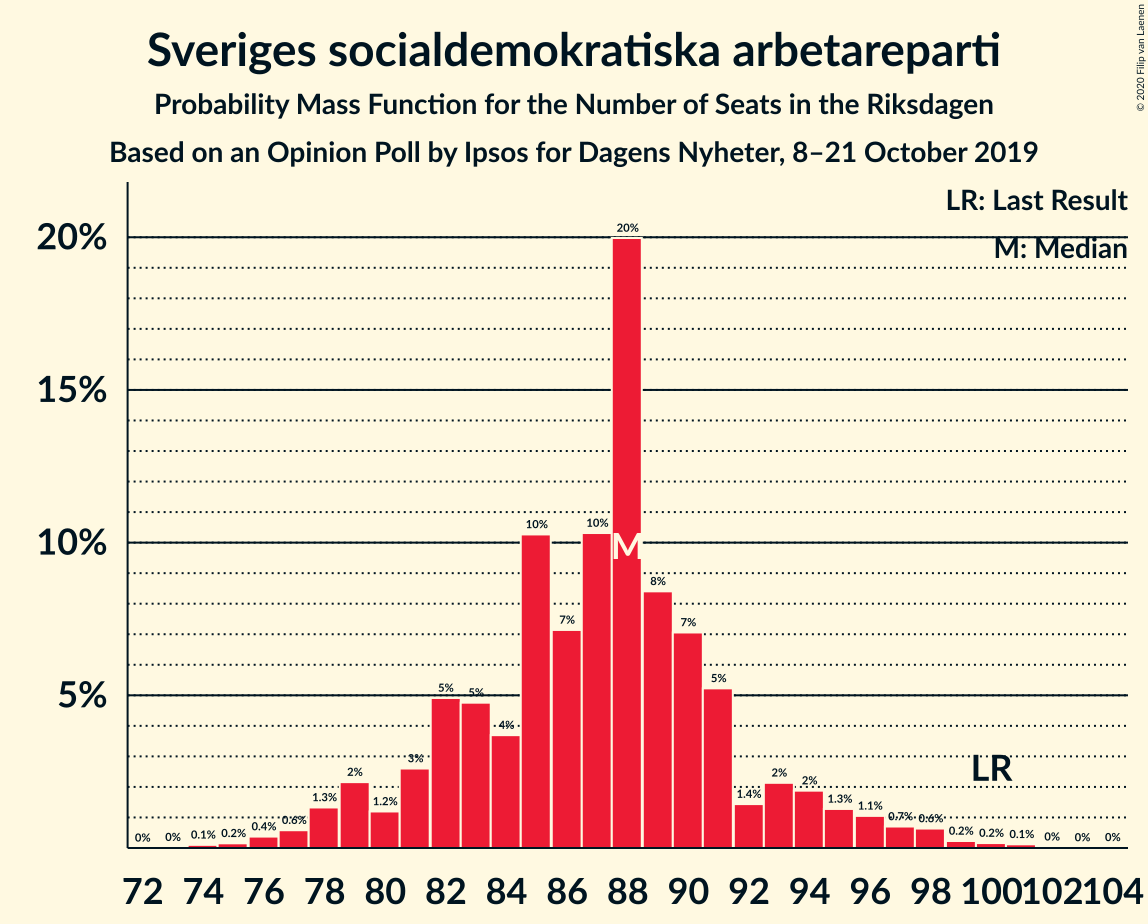 Sveriges socialdemokratiska arbetareparti
Probability Mass Function for the Number of Seats in the Riksdagen
Based on an Opinion Poll by Ipsos for Dagens Nyheter, 8–21 October 2019
© 2020 Filip van Laenen
LR: Last Result
M: Median
20%
15%
10%
5%
0% 0% 0.1% 0.2% 0.4% 0.6% 1.3% 2% 1.2% 3% 5% 5% 4% 10% 7% 10% 20% 8% 7% 5% 1.4% 2% 2% 1.3% 1.1% 0.7% 0.6% 0.2% 0.2% 0.1% 0% 0% 0%
M
LR
72 74 76 78 80 82 84 86 88 90 92 94 96 98 100 102 104